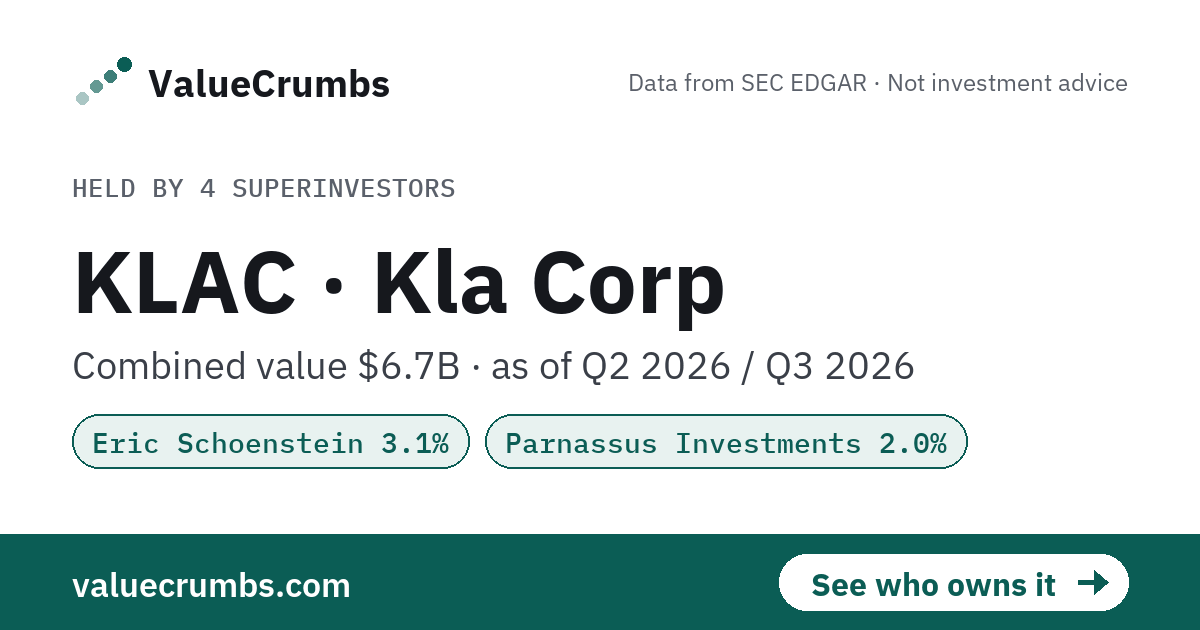 ValueCrumbs
Data from SEC EDGAR · Not investment advice
HELD BY 4 SUPERINVESTORS
KLAC · Kla Corp
Combined value $6.7B · as of Q2 2026 / Q3 2026
Eric Schoenstein 3.1%
Parnassus Investments 2.0%
valuecrumbs.com
See who owns it →